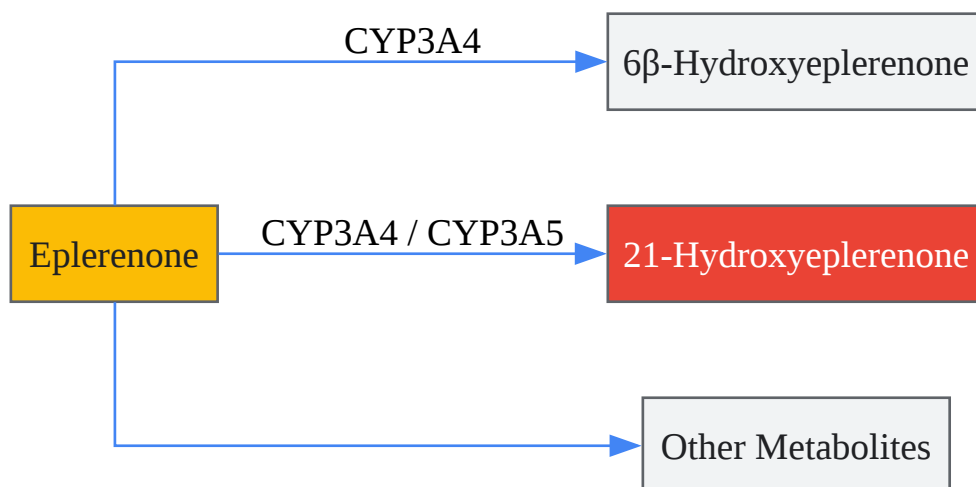 CYP3A4
6β-Hydroxyeplerenone
Eplerenone
CYP3A4 / CYP3A5
21-Hydroxyeplerenone
Other Metabolites